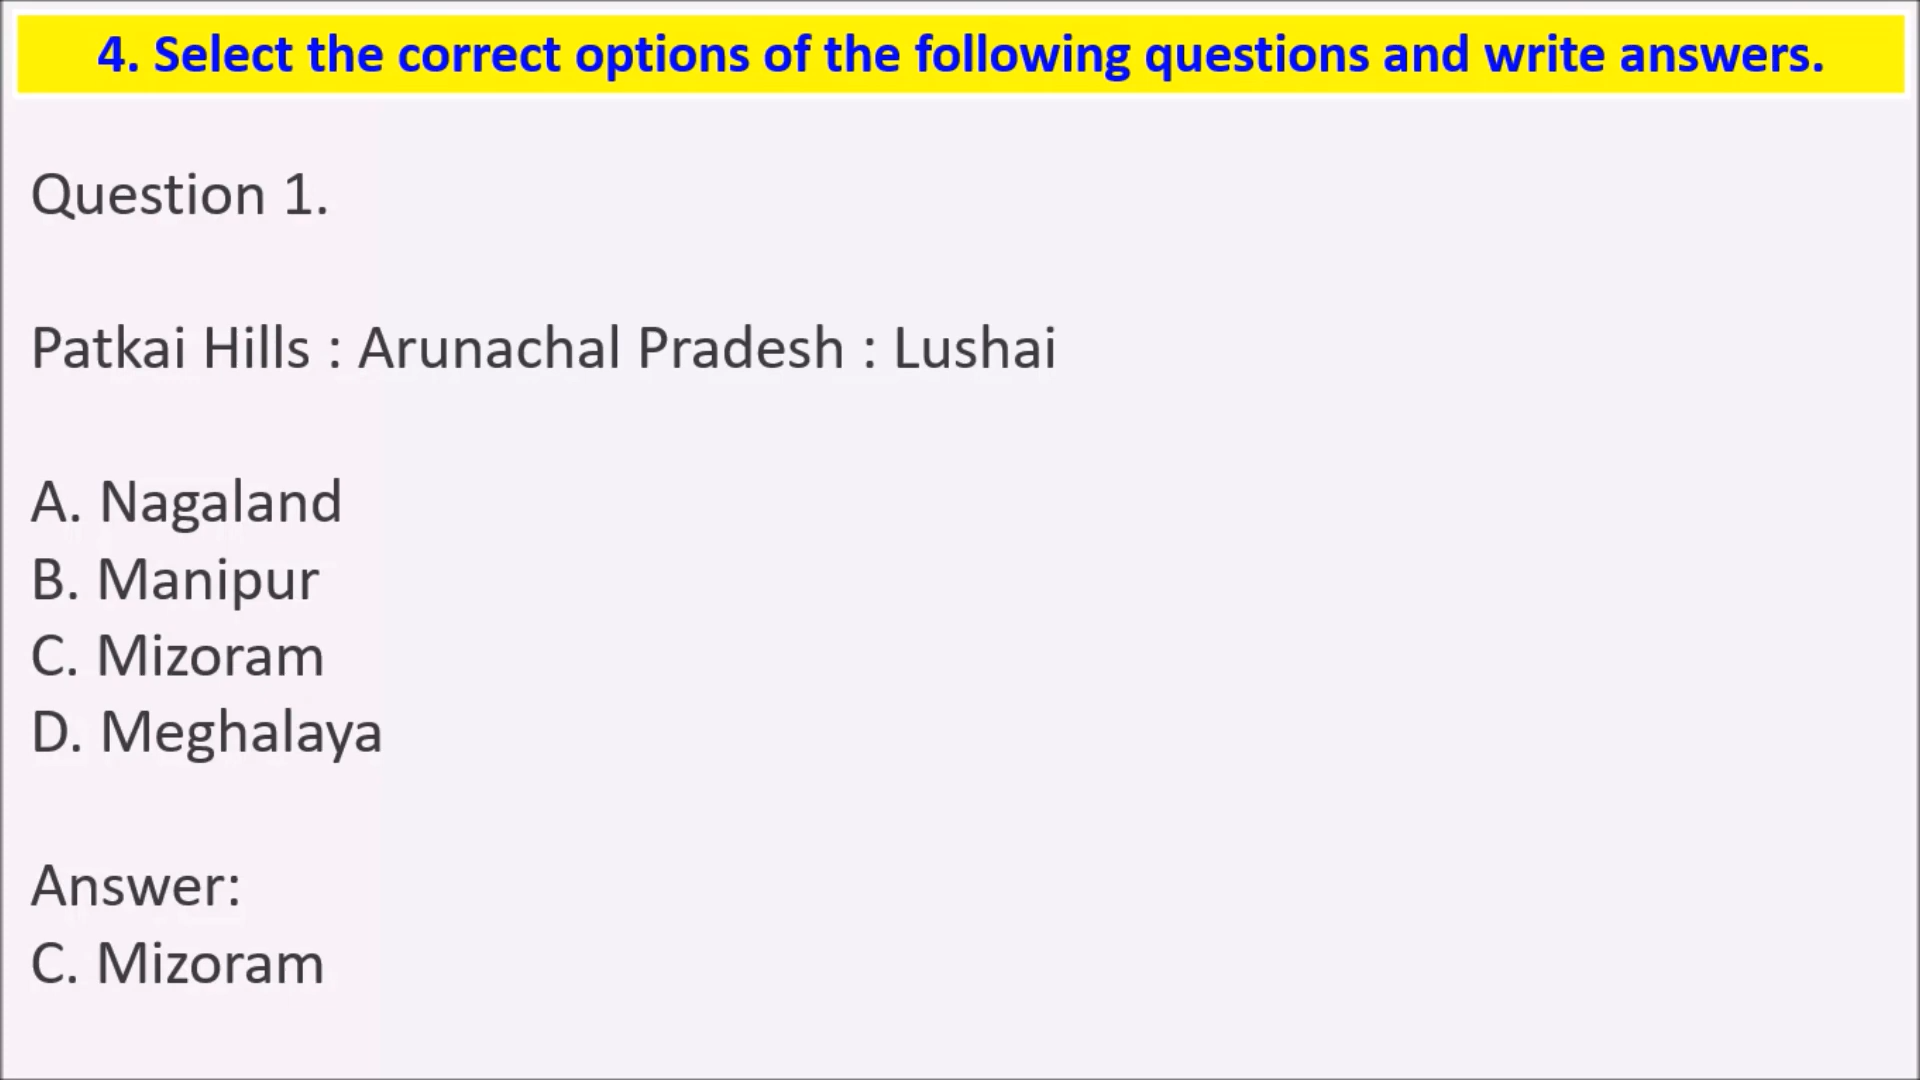 4. Select the correct options of the following questions and write answers.
Question 1.
Patkai Hills : Arunachal Pradesh : Lushai
A. Nagaland
B. Manipur
C. Mizoram
D. Meghalaya
Answer:
C. Mizoram